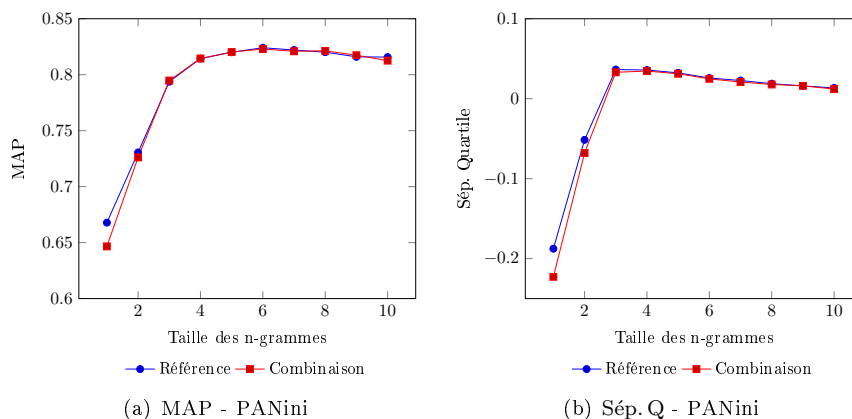 0.85
0.8
0.75
0.7
0.65
0.6
MAP
2
4
6
8
10
Taille des n-grammes
Référence
Combinaison
(a) MAP - PANini
0.1
0
−0.1
−0.2
Sép. Quartile
2
4
6
8
10
Taille des n-grammes
Référence
Combinaison
(b) Sép. Q - PANini